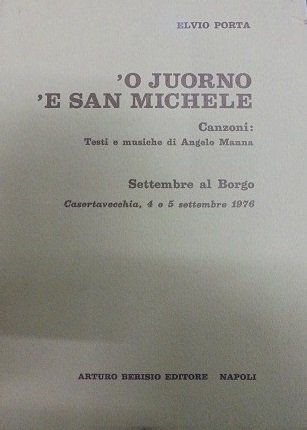 ELVIO PORTA
'O JUORNO
'E SAN MICHELE
Canzoni:
Testi e musiche di Angelo Manna
Settembre al Borgo
Casertavecchia, 4 e 5 settembre 1976
ARTURO BERISIO EDITORE NAPOLI